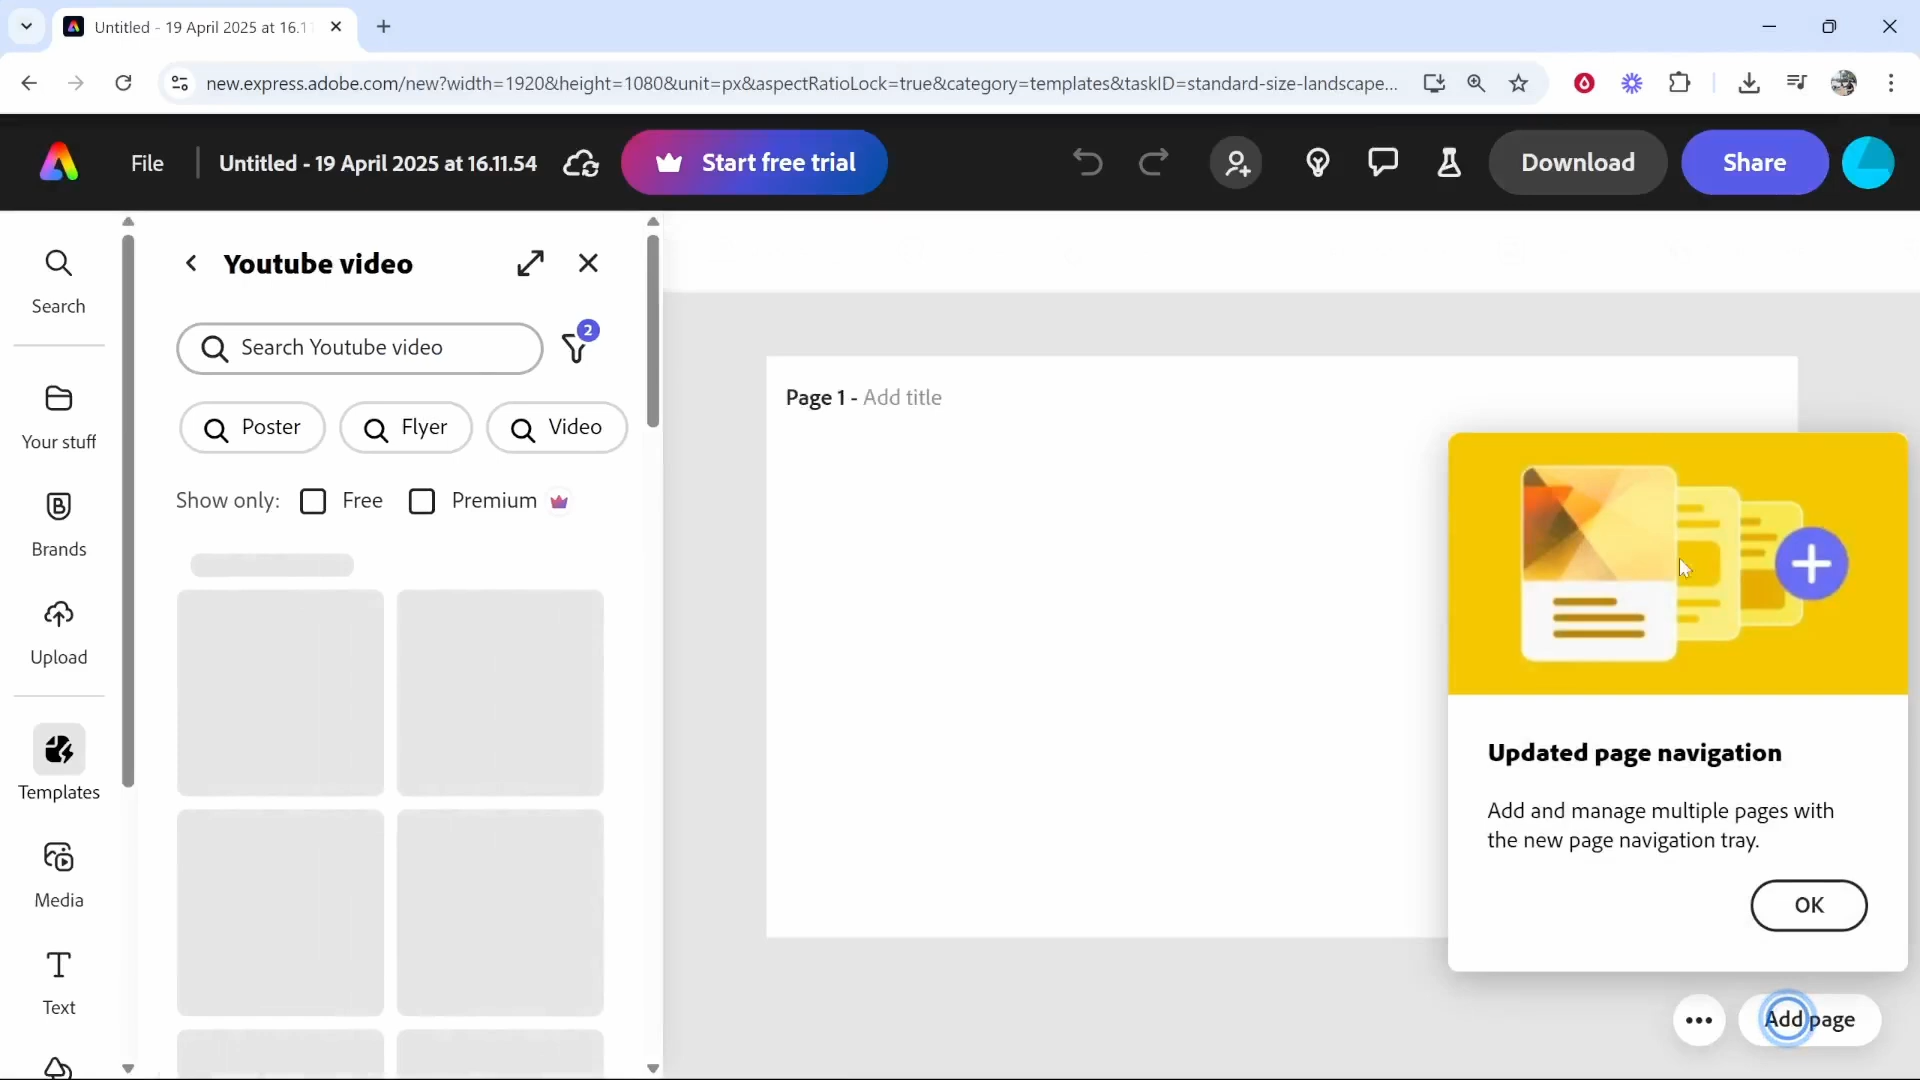 Untitled - 19 April 2025 at 16.11
new.express.adobe.com/new?width=1920&height=1080&unit=px&aspectRatioLock=true&category=templates&taskID=standard-size-landscape...
File
Untitled - 19 April 2025 at 16.11.54
Start free trial
Download
Share
Search
Your stuff
Brands
Upload
Templates
Media
Text
Youtube video
2
Search Youtube video
Poster
Flyer
Video
Show only:
Free
Premium
Page 1 - Add title
Updated page navigation
Add and manage multiple pages with
the new page navigation tray.
OK
Add page